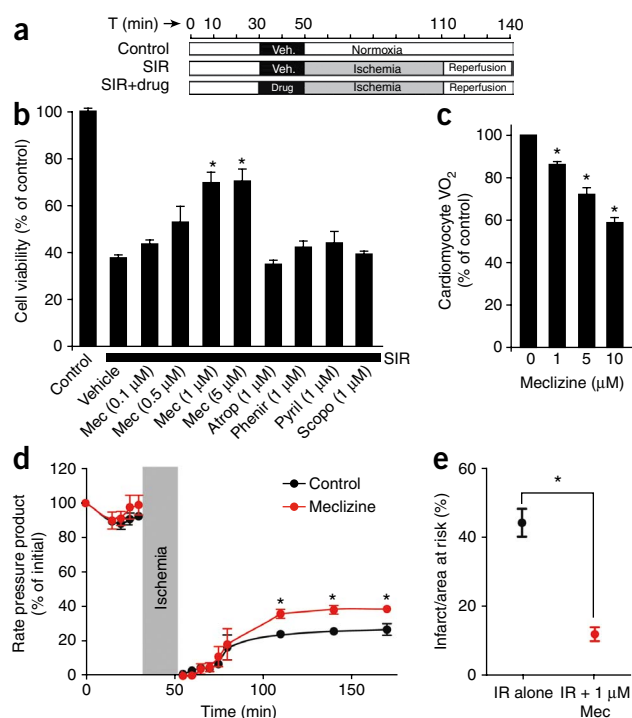 a
T (min) → 0 10 30 50 110 140
Control Veh. Normoxia
SIR Veh. Ischemia Reperfusion
SIR+drug Drug Ischemia Reperfusion
b
Cell viability (% of control)
100
80
60
40
20
0
* *
Control
Vehicle
Mec (0.1 μM)
Mec (0.5 μM)
Mec (1 μM)
Mec (5 μM)
Atrop (1 μM)
Phenir (1 μM)
Pyril (1 μM)
Scopo (1 μM)
SIR
c
Cardiomyocyte VO2
(% of control)
100
80
60
40
20
0
* * *
0 1 5 10
Meclizine (μM)
d
Rate pressure product
(% of initial)
120
100
80
60
40
20
0
Ischemia
Control
Meclizine
* * *
0 50 100 150
Time (min)
e
Infarct/area at risk (%)
60
40
20
0
*
IR alone IR + 1 μM
Mec